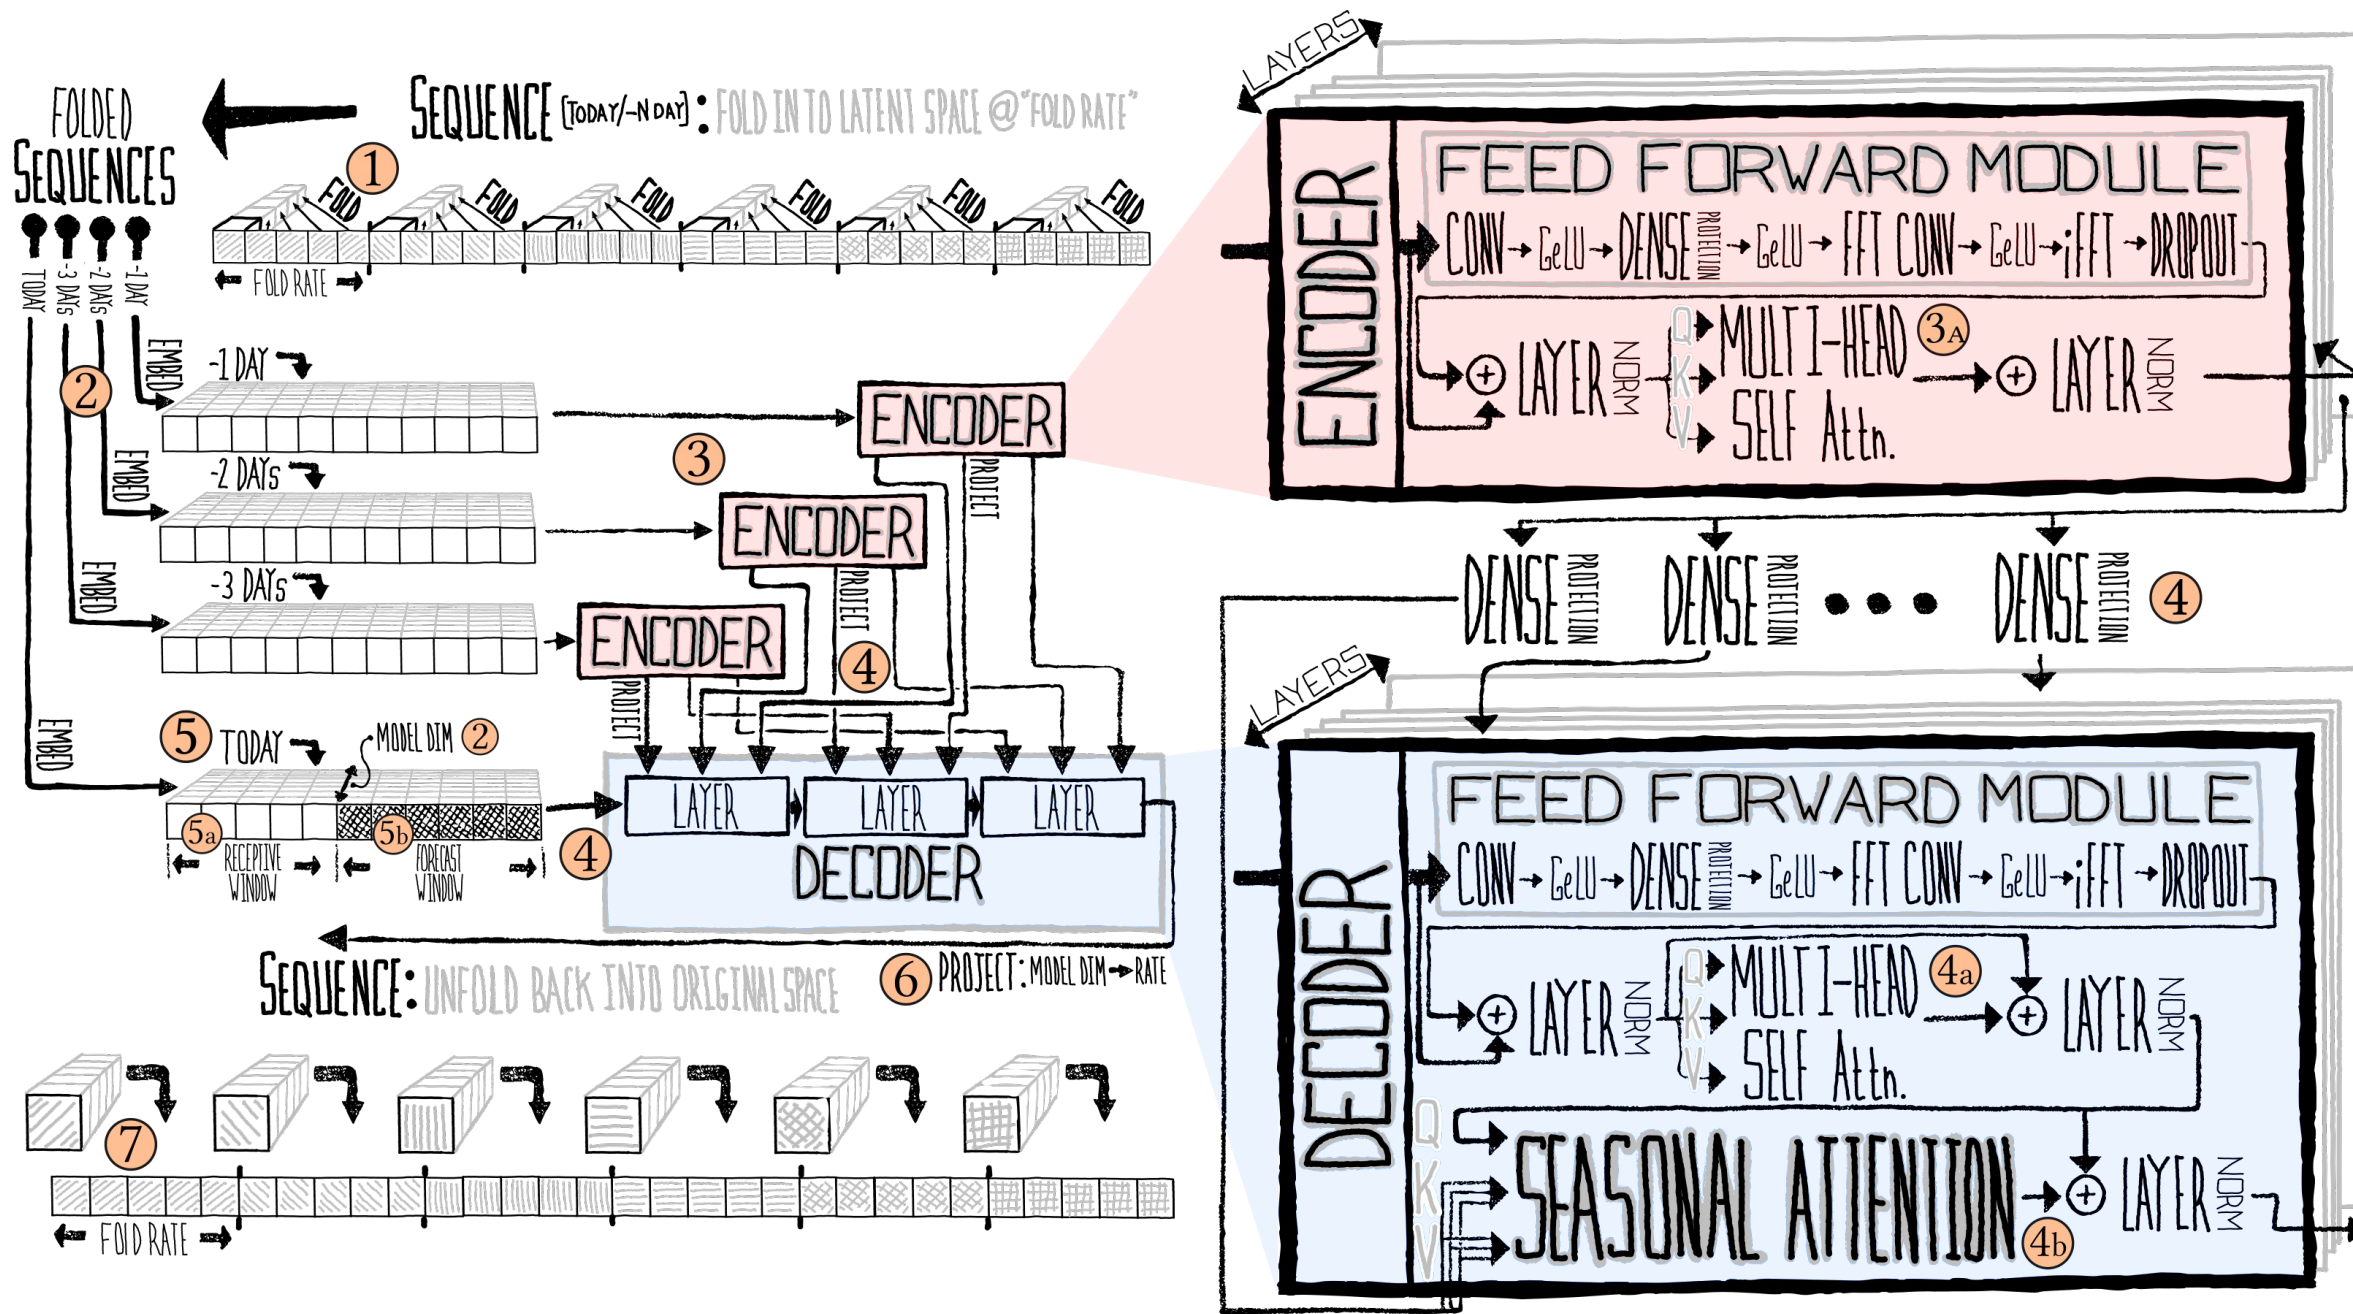 FOLDED
SEQUENCES
SEQUENCE [TODAY/-N DAY]: FOLD IN TO LATENT SPACE @"FOLD RATE"
1
FOLD FOLD FOLD FOLD FOLD FOLD
FOLD RATE
TODAY
-3 DAYs
-2 DAYs
-1 DAY
2
EMBED
-1 DAY
EMBED
-2 DAYs
EMBED
-3 DAYs
EMBED
3
ENCODER
PROJECT
ENCODER
PROJECT
ENCODER
PROJECT
4
5 TODAY
MODEL DIM 2
5a
5b
RECEPTIVE
WINDOW
FORECAST
WINDOW
4
LAYER LAYER LAYER
DECODER
6 PROJECT: MODEL DIM RATE
SEQUENCE: UNFOLD BACK INTO ORIGINAL SPACE
7
FOLD RATE
LAYERS
ENCODER
FEED FORWARD MODULE
CONV GeLU DENSE PROJECTION GeLU FFT CONV GeLU iFFT DROPOUT
+ LAYER NORM
Q
K
V
MULTI-HEAD 3A
SELF Attn.
+ LAYER NORM
DENSE PROJECTION DENSE PROJECTION ... DENSE PROJECTION 4
LAYERS
DECODER
FEED FORWARD MODULE
CONV GeLU DENSE PROJECTION GeLU FFT CONV GeLU iFFT DROPOUT
+ LAYER NORM
Q
K
V
MULTI-HEAD 4a
SELF Attn.
+ LAYER NORM
Q
K
V
SEASONAL ATTENTION 4b
+ LAYER NORM